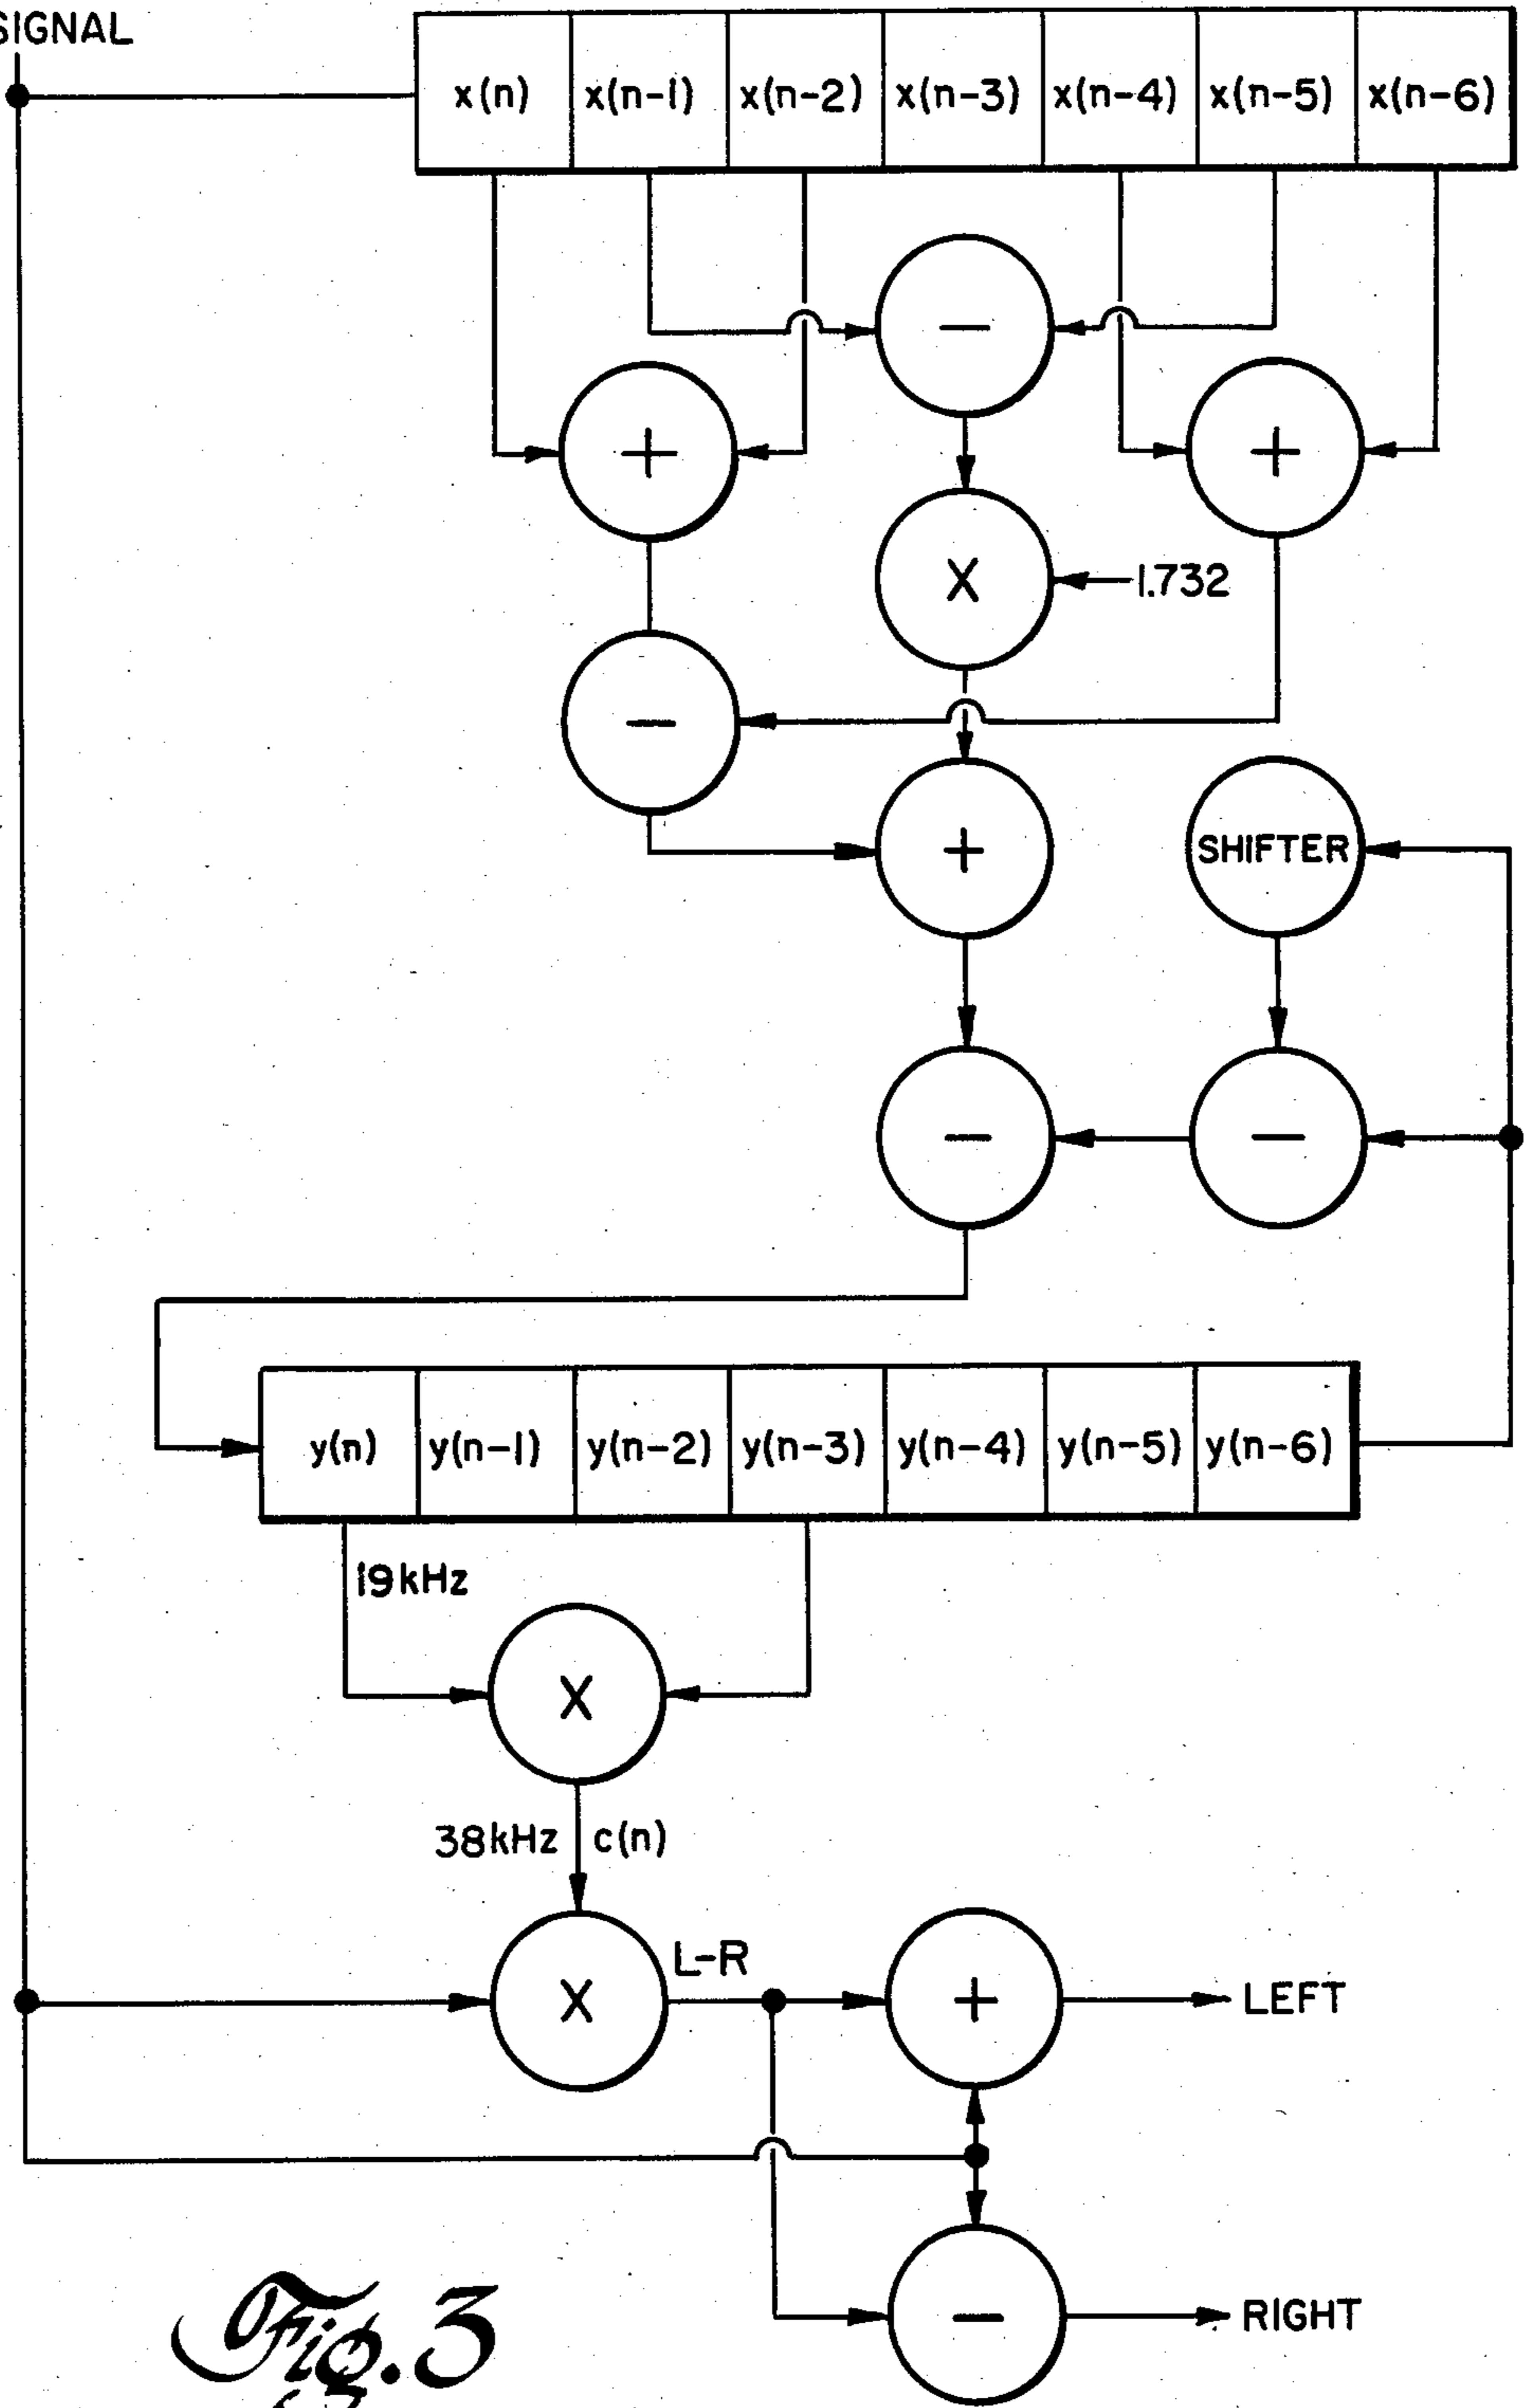 SIGNAL
x(n) x(n-1) x(n-2) x(n-3) x(n-4) x(n-5) x(n-6)
−
+ +
X 1.732
−
+ SHIFTER
− −
y(n) y(n-1) y(n-2) y(n-3) y(n-4) y(n-5) y(n-6)
19kHz
X
38kHz c(n)
X L-R + LEFT
− RIGHT
Fig. 3